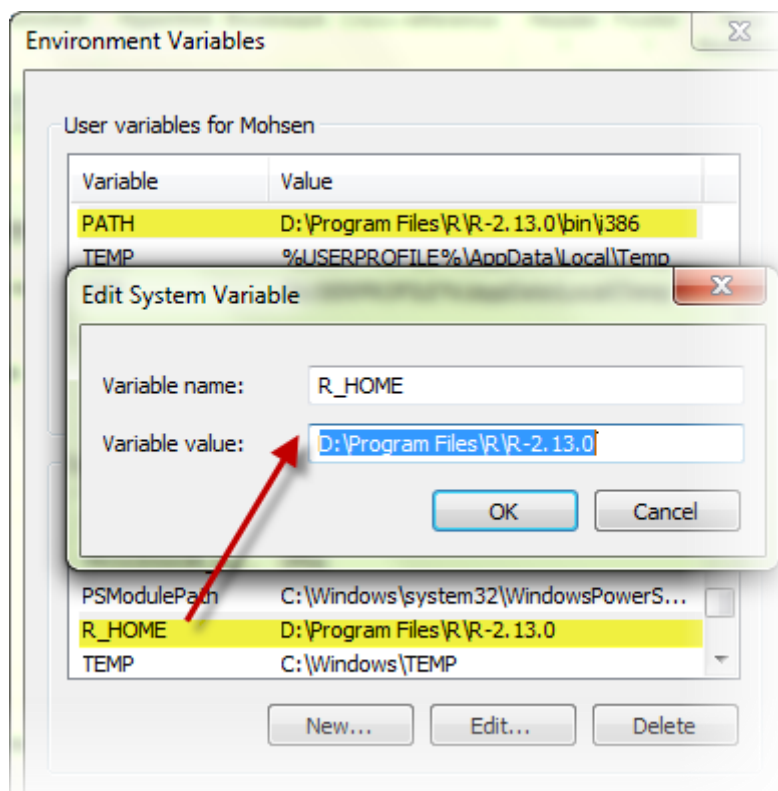 Environment Variables
User variables for Mohsen
Variable Value
PATH D:\Program Files\R\R-2.13.0\bin\i386
TEMP %USERPROFILE%\AppData\Local\Temp
Edit System Variable
Variable name: R_HOME
Variable value: D:\Program Files\R\R-2.13.0
OK Cancel
PSModulePath C:\Windows\system32\WindowsPowerS...
R_HOME D:\Program Files\R\R-2.13.0
TEMP C:\Windows\TEMP
New... Edit... Delete